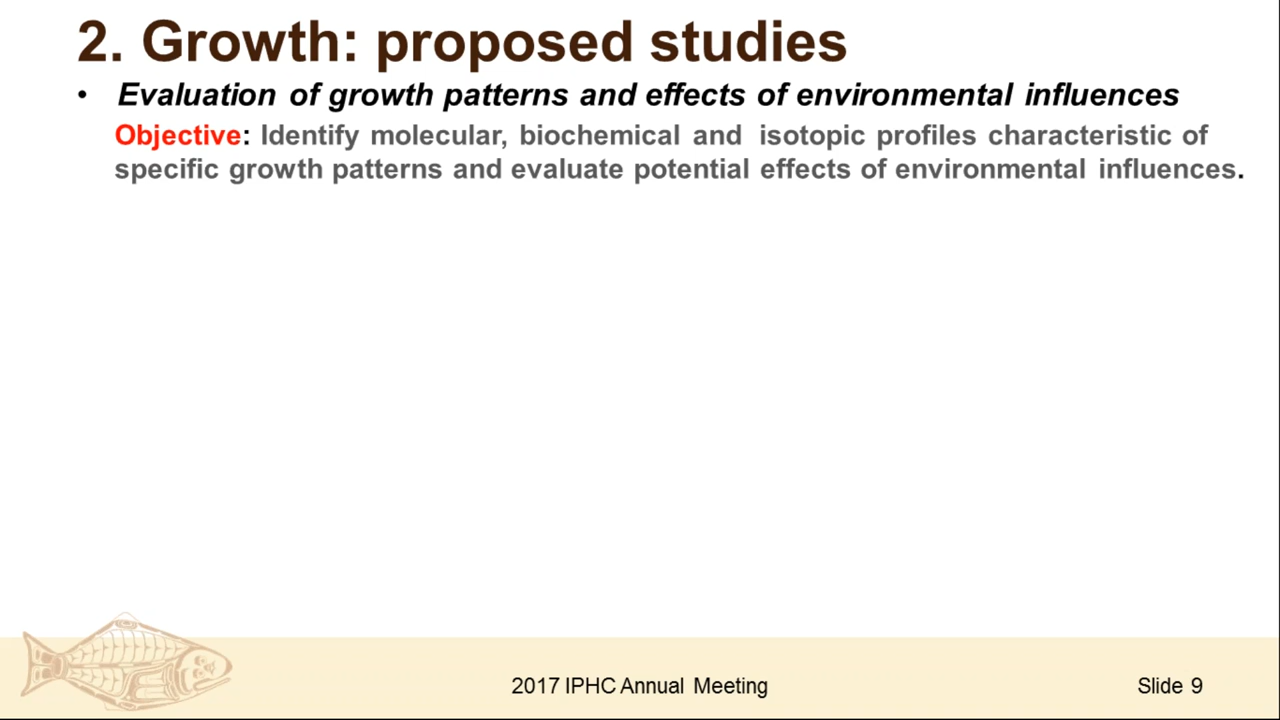 2. Growth: proposed studies
• Evaluation of growth patterns and effects of environmental influences
Objective: Identify molecular, biochemical and isotopic profiles characteristic of
specific growth patterns and evaluate potential effects of environmental influences.
2017 IPHC Annual Meeting
Slide 9